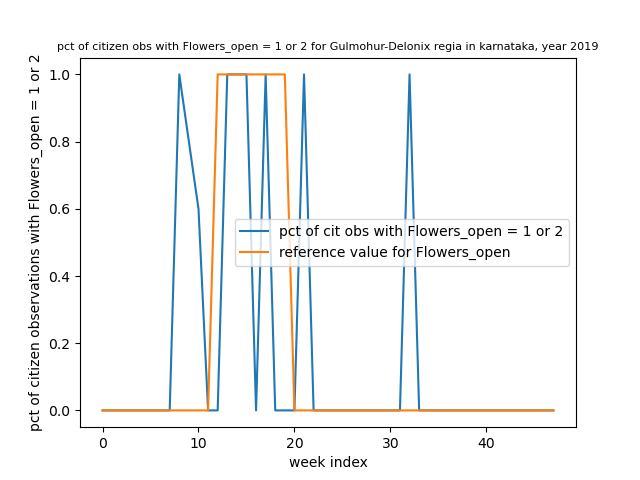 pct of citizen obs with Flowers_open = 1 or 2 for Gulmohur-Delonix regia in karnataka, year 2019
pct of citizen observations with Flowers_open = 1 or 2
1.0
0.8
0.6
0.4
0.2
0.0
pct of cit obs with Flowers_open = 1 or 2
reference value for Flowers_open
0 10 20 30 40
week index